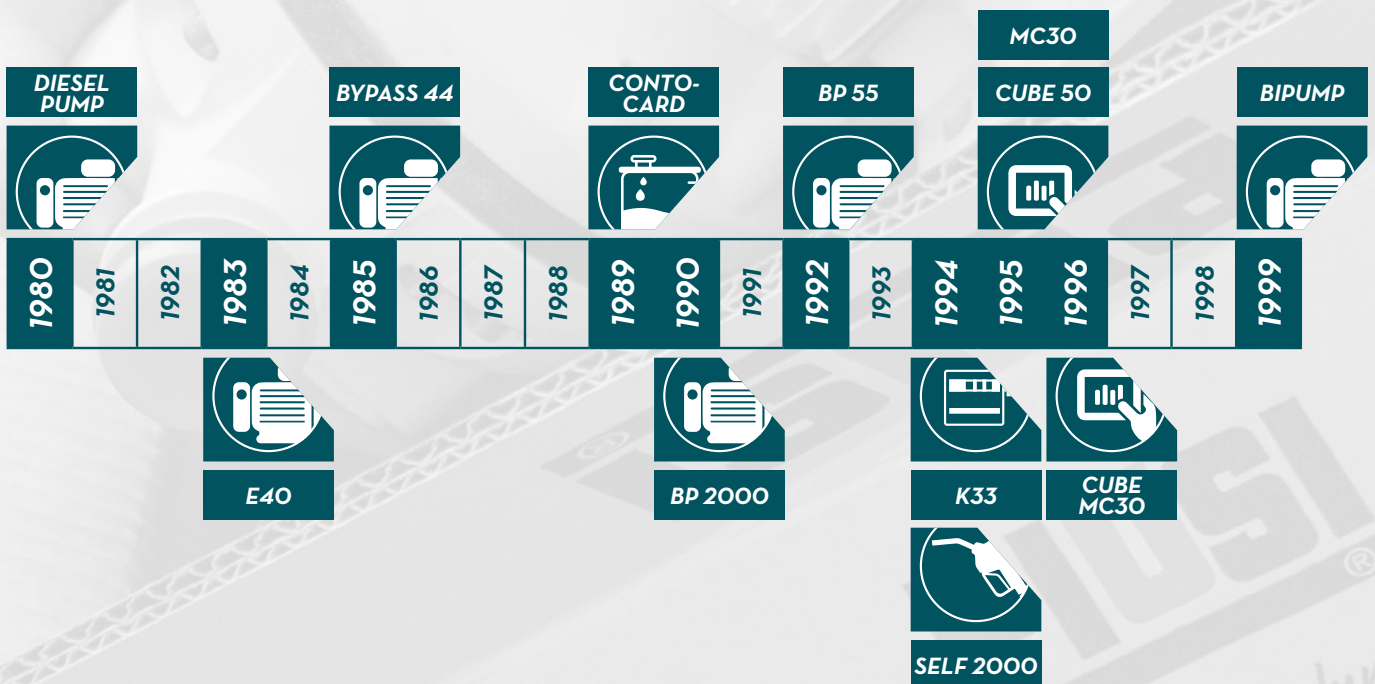 MC30
DIESEL
PUMP
BYPASS 44
CONTO-
CARD
BP 55
CUBE 50
BIPUMP
1980
1981
1982
1983
1984
1985
1986
1987
1988
1989
1990
1991
1992
1993
1994
1995
1996
1997
1998
1999
E40
BP 2000
K33
CUBE
MC30
SELF 2000